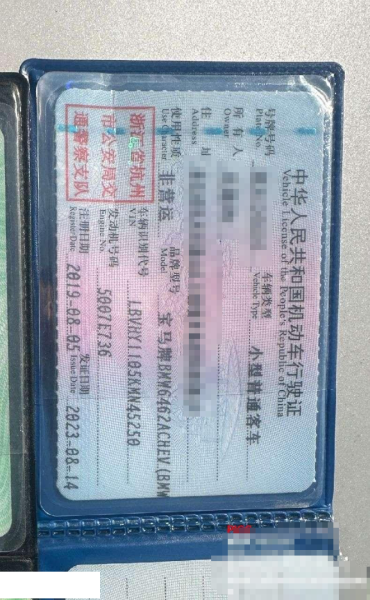 中华人民共和国机动车行驶证
Vehicle License of the People's Republic of China
号牌号码
Plate No.
车辆类型
Vehicle Type
小型普通客车
所有人
Owner
住址
Address
使用性质
Use Character
非营运
品牌型号
Model
宝马牌BMW6462ACHEV(BMW
浙江省杭州
市公安局交
通警察支队
车辆识别代号
VIN
LBVHY1105KMN45250
发动机号码
Engine No.
5007E736
注册日期
Register Date
2019-08-05
发证日期
Issue Date
2023-08-14